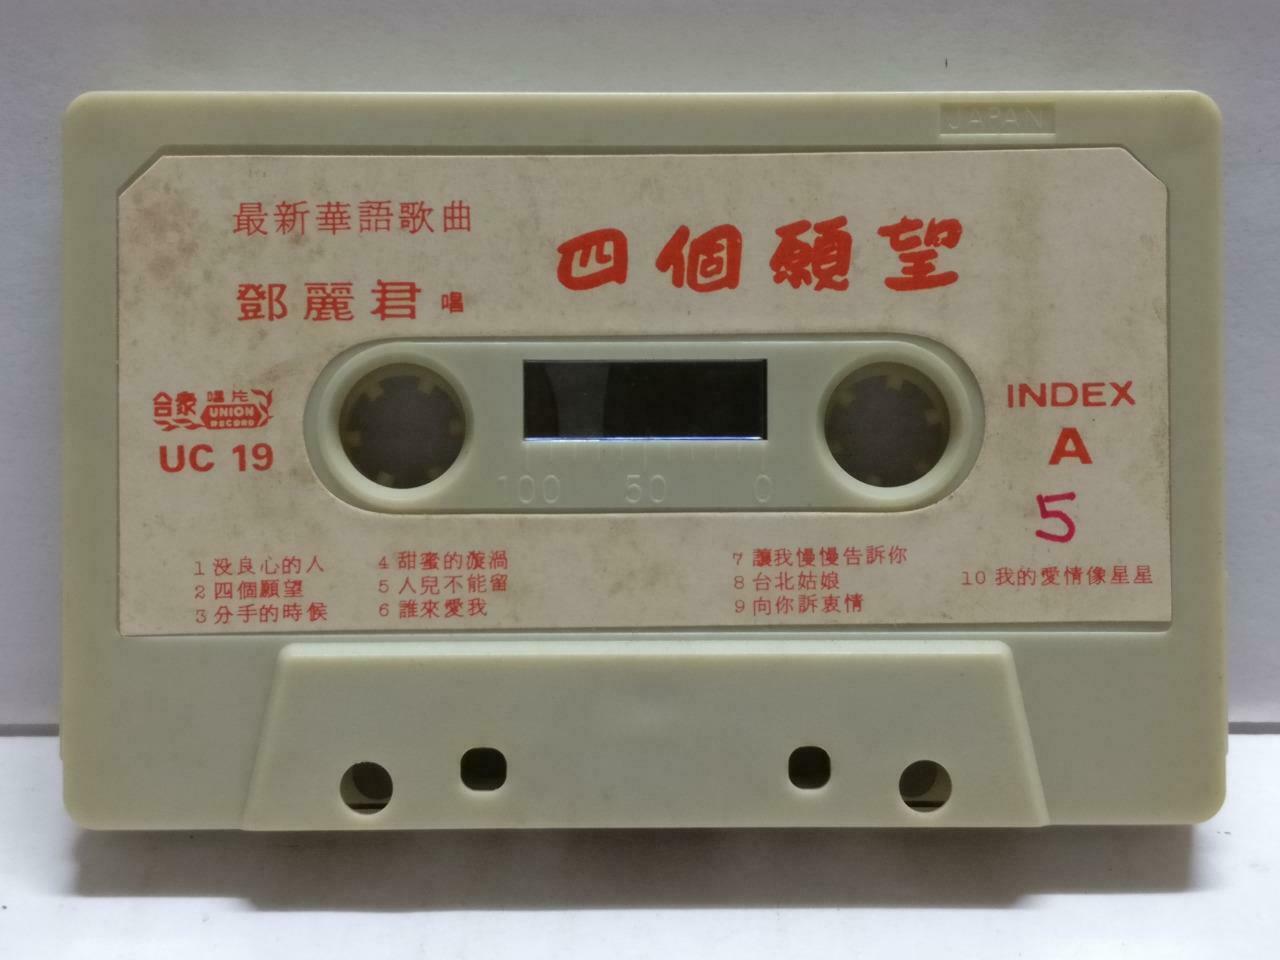 JAPAN
最新華語歌曲
四個願望
鄧麗君 唱
合衆 唱片
UNION
RECORD
UC 19
INDEX
A
5
100 50 0
1 没良心的人
2 四個願望
3 分手的時候
4 甜蜜的漩渦
5 人兒不能留
6 誰來愛我
7 讓我慢慢告訴你
8 台北姑娘
9 向你訴衷情
10 我的愛情像星星